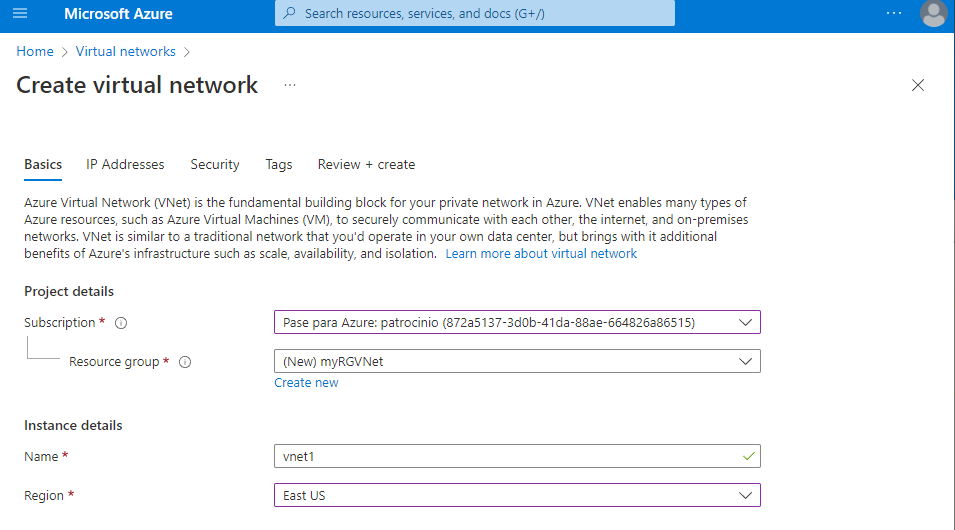 Microsoft Azure
Search resources, services, and docs (G+/)
Home > Virtual networks >
Create virtual network ...
Basics IP Addresses Security Tags Review + create
Azure Virtual Network (VNet) is the fundamental building block for your private network in Azure. VNet enables many types of
Azure resources, such as Azure Virtual Machines (VM), to securely communicate with each other, the internet, and on-premises
networks. VNet is similar to a traditional network that you'd operate in your own data center, but brings with it additional
benefits of Azure's infrastructure such as scale, availability, and isolation. Learn more about virtual network
Project details
Subscription *
Pase para Azure: patrocinio (872a5137-3d0b-41da-88ae-664826a86515)
Resource group *
(New) myRGVNet
Create new
Instance details
Name *
vnet1
Region *
East US